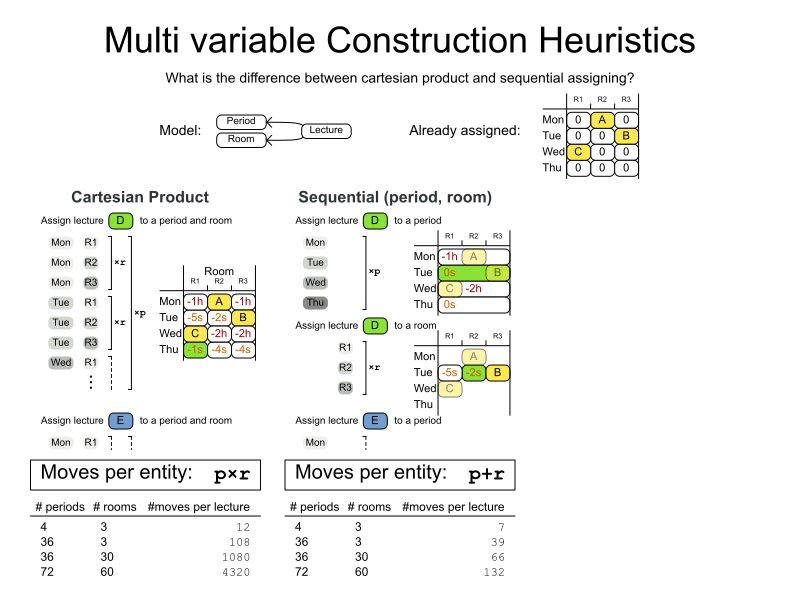 Multi variable Construction Heuristics
What is the difference between cartesian product and sequential assigning?
Model:
Period
Room
Lecture
Already assigned:
R1 R2 R3
Mon 0 A 0
Tue 0 0 B
Wed C 0 0
Thu 0 0 0
Cartesian Product
Assign lecture D to a period and room
Mon R1
Mon R2
Mon R3
×r
Tue R1
Tue R2
Tue R3
×r
Wed R1
⋮
×p
Room
R1 R2 R3
Mon -1h A -1h
Tue -5s -2s B
Wed C -2h -2h
Thu -1s -4s -4s
Assign lecture E to a period and room
Mon R1
Moves per entity: p×r
# periods # rooms #moves per lecture
4 3 12
36 3 108
36 30 1080
72 60 4320
Sequential (period, room)
Assign lecture D to a period
Mon
Tue
Wed
Thu
×p
R1 R2 R3
Mon -1h A
Tue 0s B
Wed C -2h
Thu 0s
Assign lecture D to a room
R1
R2
R3
×r
R1 R2 R3
Mon A
Tue -5s -2s B
Wed C
Thu
Assign lecture E to a period
Mon
Moves per entity: p+r
# periods # rooms #moves per lecture
4 3 7
36 3 39
36 30 66
72 60 132